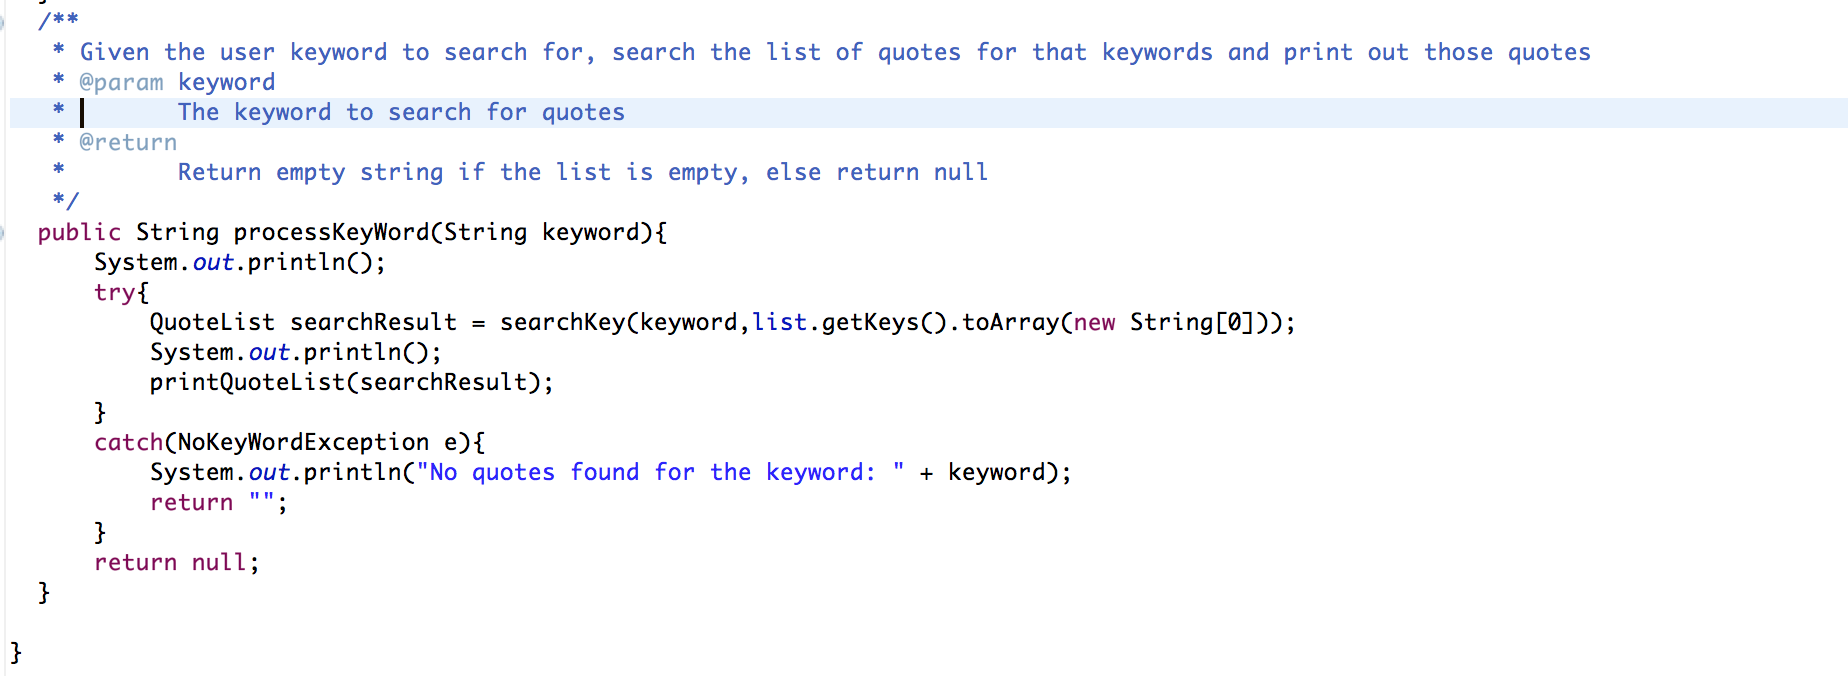 /**
 * Given the user keyword to search for, search the list of quotes for that keywords and print out those quotes
 * @param keyword
 *        The keyword to search for quotes
 * @return
 *        Return empty string if the list is empty, else return null
 */
public String processKeyWord(String keyword){
    System.out.println();
    try{
        QuoteList searchResult = searchKey(keyword,list.getKeys().toArray(new String[0]));
        System.out.println();
        printQuoteList(searchResult);
    }
    catch(NoKeyWordException e){
        System.out.println("No quotes found for the keyword: " + keyword);
        return "";
    }
    return null;
}
}